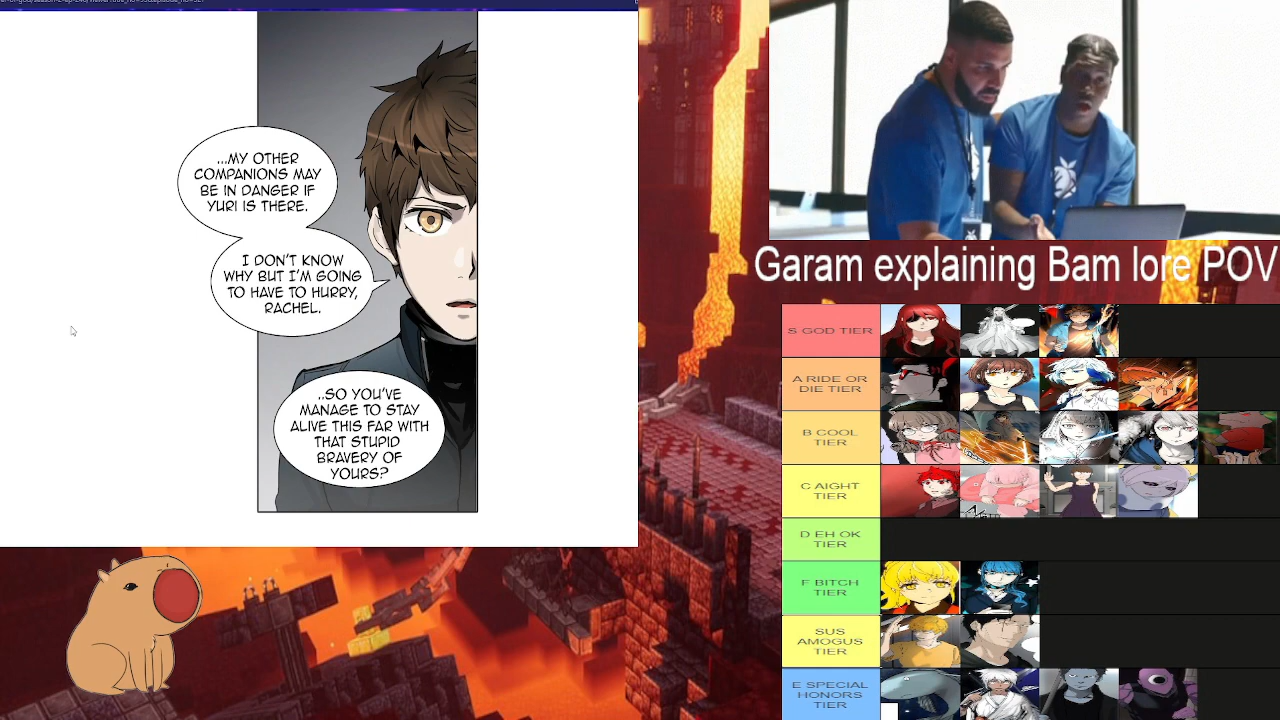 ...MY OTHER
COMPANIONS MAY
BE IN DANGER IF
YURI IS THERE.
I DON'T KNOW
WHY BUT I'M GOING
TO HAVE TO HURRY,
RACHEL.
..SO YOU'VE
MANAGE TO STAY
ALIVE THIS FAR WITH
THAT STUPID
BRAVERY OF
YOURS?
Garam explaining Bam lore POV
S GOD TIER
A RIDE OR
DIE TIER
B COOL
TIER
C AIGHT
TIER
D EH OK
TIER
F BITCH
TIER
SUS
AMOGUS
TIER
E SPECIAL
HONORS
TIER